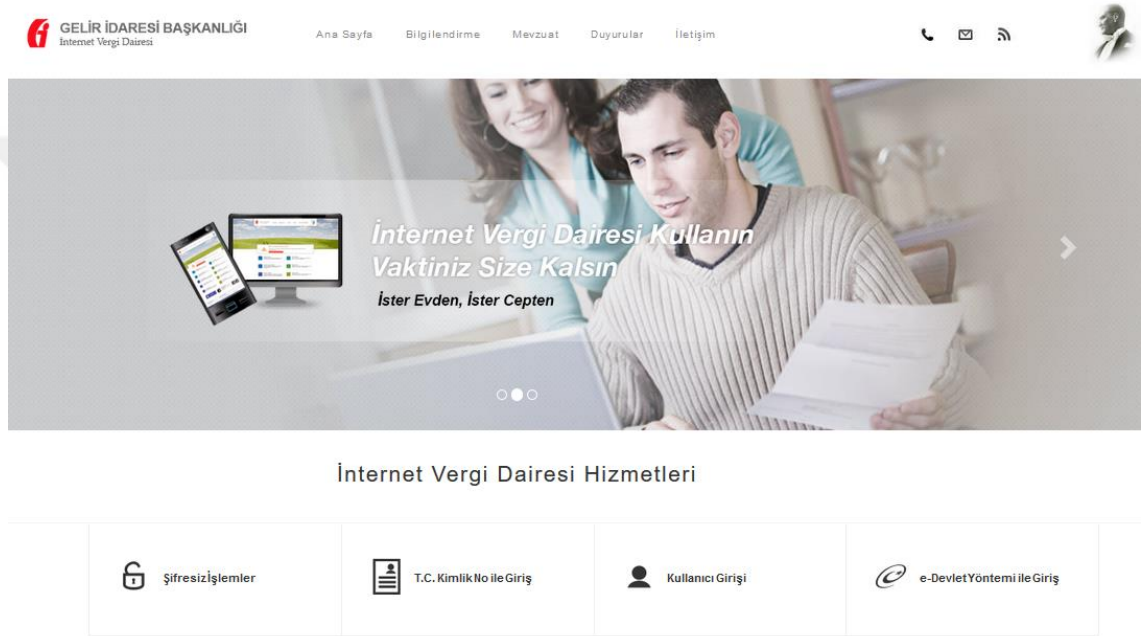 GELİR İDARESİ BAŞKANLIĞI
İnternet Vergi Dairesi
Ana Sayfa Bilgilendirme Mevzuat Duyurular İletişim
İnternet Vergi Dairesi Kullanın
Vaktiniz Size Kalsın
İster Evden, İster Cepten
İnternet Vergi Dairesi Hizmetleri
Şifresiz İşlemler
T.C. Kimlik No ile Giriş
Kullanıcı Girişi
e-Devlet Yöntemi ile Giriş